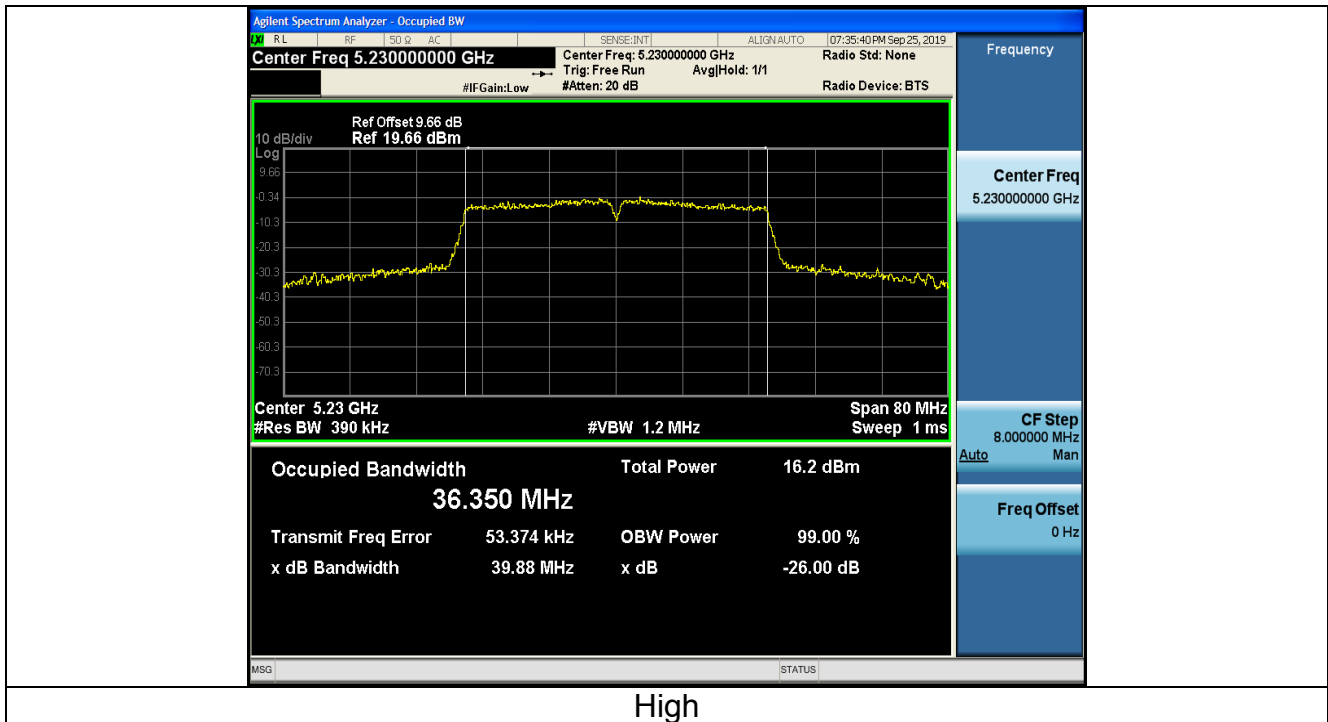 Agilent Spectrum Analyzer - Occupied BW
LXI RL RF 50 Ω AC SENSE:INT ALIGN AUTO 07:35:40 PM Sep 25, 2019
Center Freq 5.230000000 GHz
Center Freq: 5.230000000 GHz
Radio Std: None
Trig: Free Run Avg|Hold: 1/1
#IFGain:Low
#Atten: 20 dB
Radio Device: BTS
Ref Offset 9.66 dB
10 dB/div Ref 19.66 dBm
Log
9.66
-0.34
-10.3
-20.3
-30.3
-40.3
-50.3
-60.3
-70.3
Center 5.23 GHz Span 80 MHz
#Res BW 390 kHz #VBW 1.2 MHz Sweep 1 ms
Occupied Bandwidth Total Power 16.2 dBm
36.350 MHz
Transmit Freq Error 53.374 kHz OBW Power 99.00 %
x dB Bandwidth 39.88 MHz x dB -26.00 dB
MSG STATUS
Frequency
Center Freq
5.230000000 GHz
CF Step
8.000000 MHz
Auto Man
Freq Offset
0 Hz
High